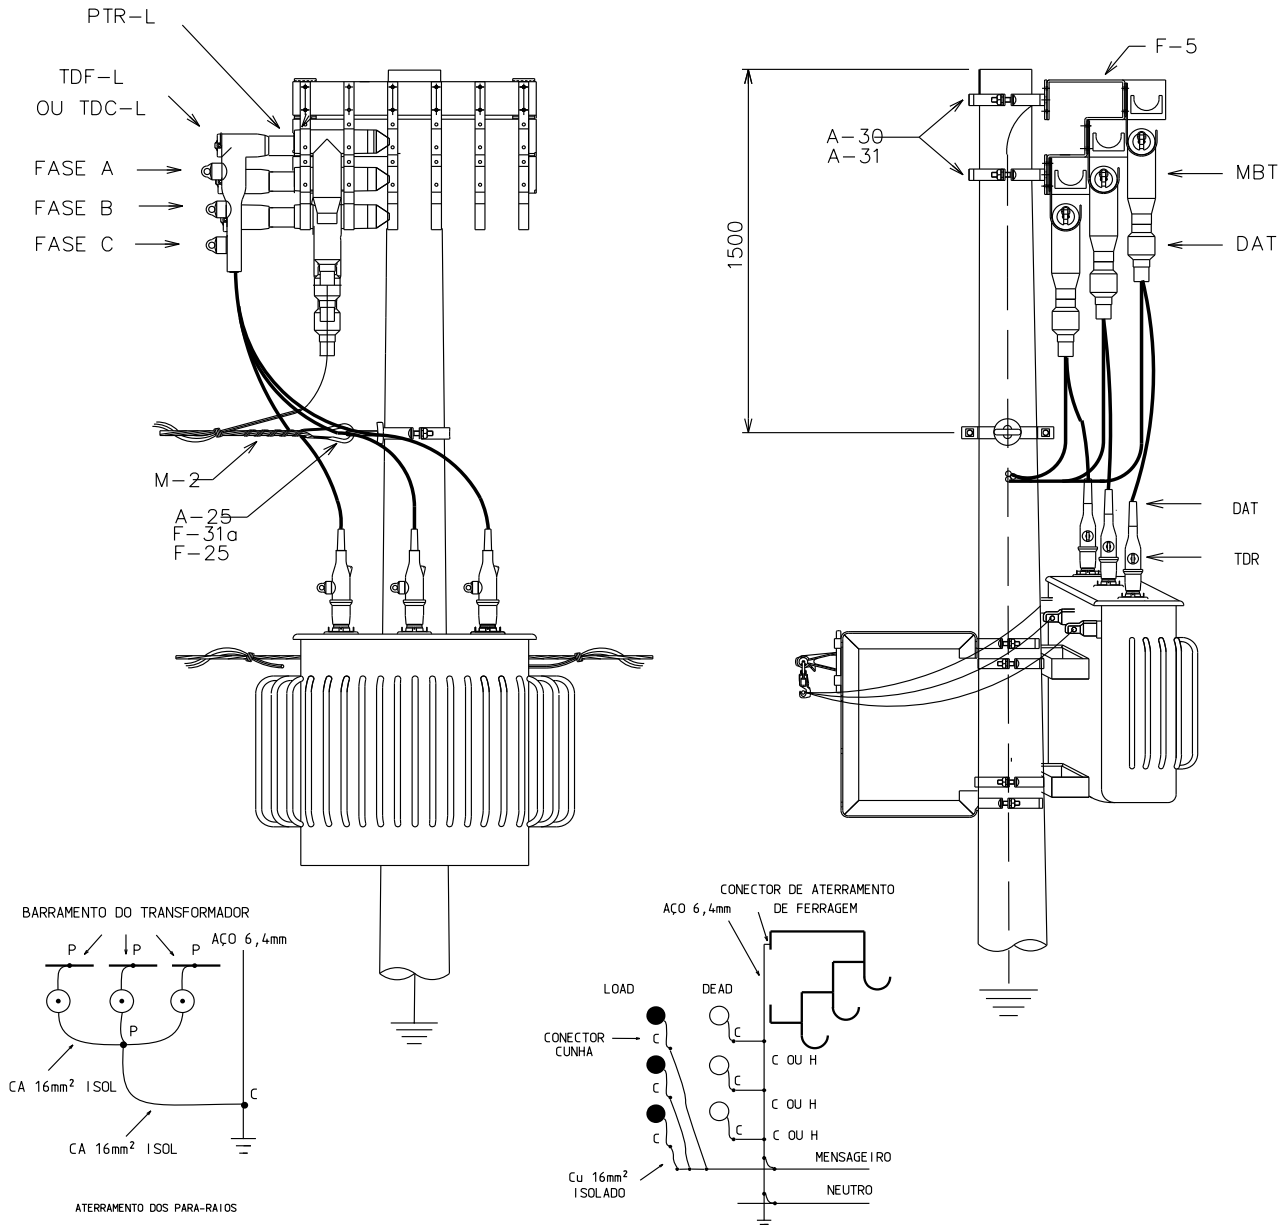 PTR-L
TDF-L
OU TDC-L
FASE A
FASE B
FASE C
M-2
A-25
F-31a
F-25
F-5
A-30
A-31
MBT
DAT
1500
DAT
TDR
BARRAMENTO DO TRANSFORMADOR
P P P
AÇO 6,4mm
P
CA 16mm² ISOL
C
CA 16mm² ISOL
ATERRAMENTO DOS PARA-RAIOS
CONECTOR DE ATERRAMENTO
DE FERRAGEM
AÇO 6,4mm
LOAD DEAD
CONECTOR
CUNHA
C C
C OU H
C C
C OU H
C C
C OU H
MENSAGEIRO
Cu 16mm²
ISOLADO
NEUTRO